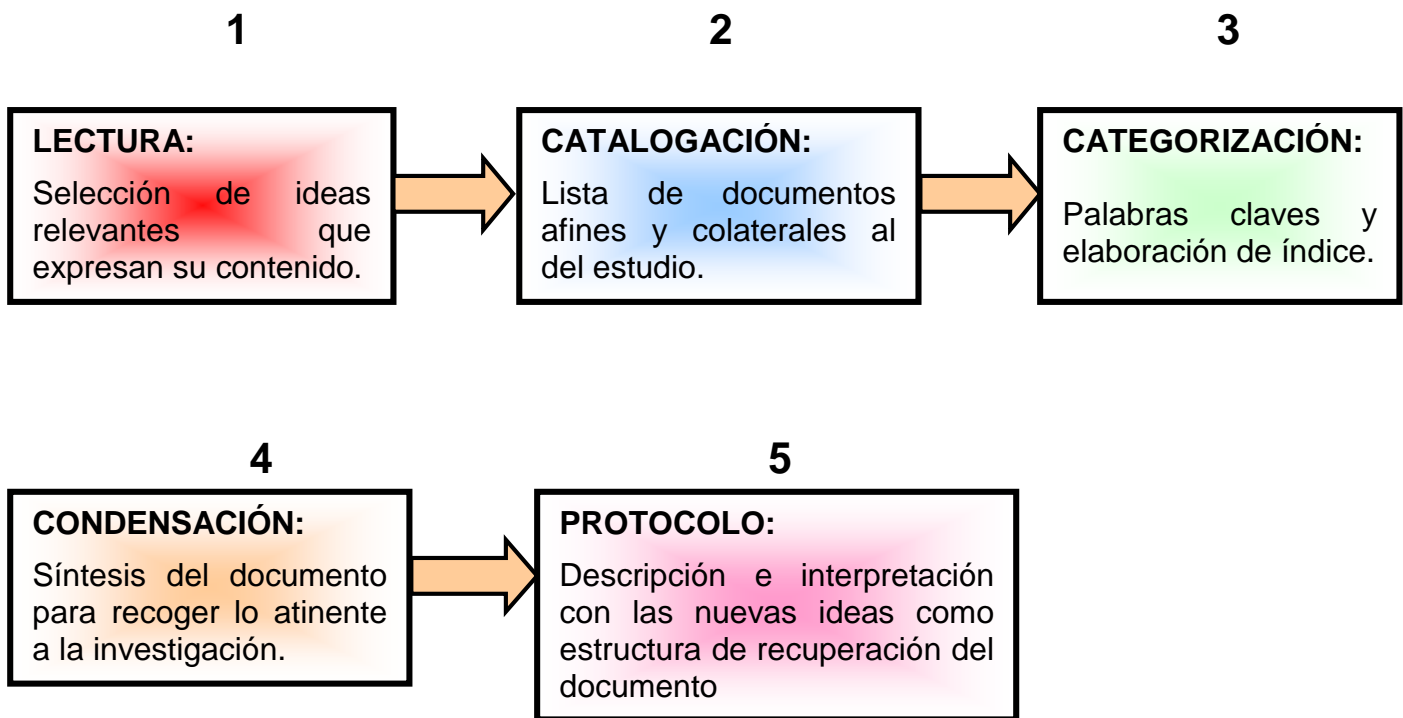 1
2
3
LECTURA:
Selección de ideas
relevantes que
expresan su contenido.
CATALOGACIÓN:
Lista de documentos
afines y colaterales al
del estudio.
CATEGORIZACIÓN:
Palabras claves y
elaboración de índice.
4
5
CONDENSACIÓN:
Síntesis del documento
para recoger lo atinente
a la investigación.
PROTOCOLO:
Descripción e interpretación
con las nuevas ideas como
estructura de recuperación del
documento